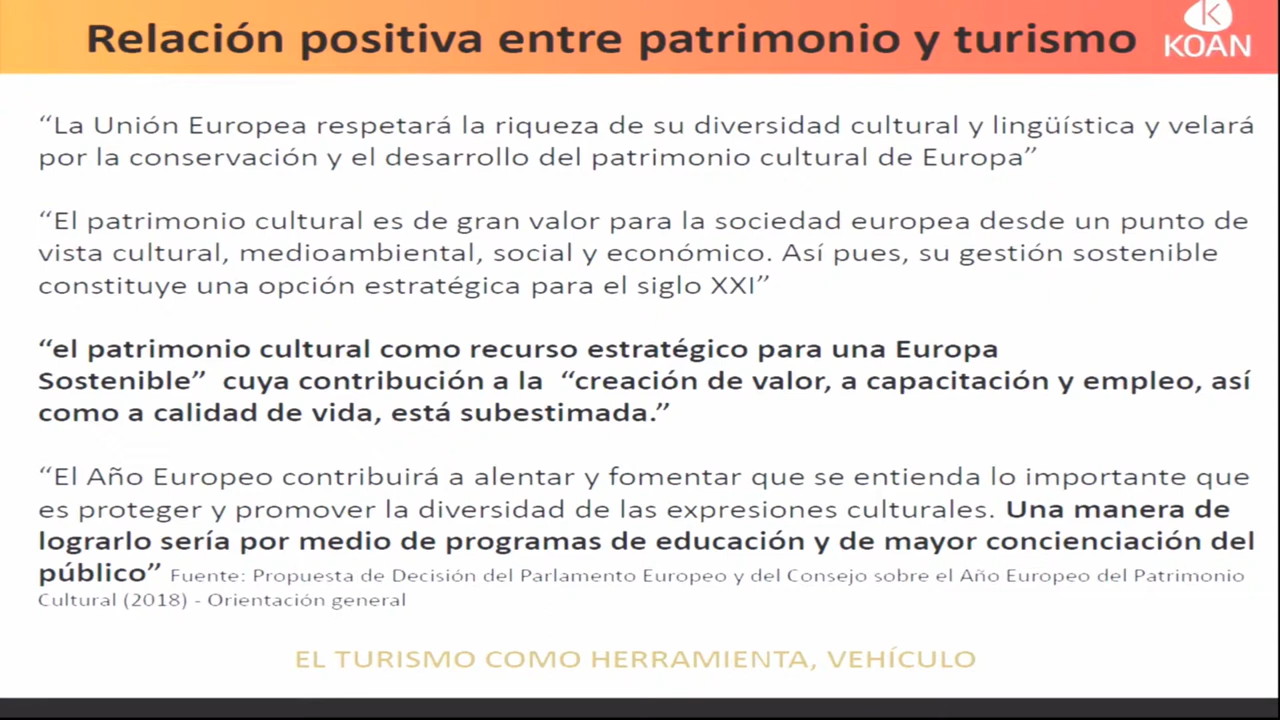 Relación positiva entre patrimonio y turismo
K
KOAN
“La Unión Europea respetará la riqueza de su diversidad cultural y lingüística y velará
por la conservación y el desarrollo del patrimonio cultural de Europa”
“El patrimonio cultural es de gran valor para la sociedad europea desde un punto de
vista cultural, medioambiental, social y económico. Así pues, su gestión sostenible
constituye una opción estratégica para el siglo XXI”
“el patrimonio cultural como recurso estratégico para una Europa
Sostenible” cuya contribución a la “creación de valor, a capacitación y empleo, así
como a calidad de vida, está subestimada.”
“El Año Europeo contribuirá a alentar y fomentar que se entienda lo importante que
es proteger y promover la diversidad de las expresiones culturales. Una manera de
lograrlo sería por medio de programas de educación y de mayor concienciación del
público” Fuente: Propuesta de Decisión del Parlamento Europeo y del Consejo sobre el Año Europeo del Patrimonio
Cultural (2018) - Orientación general
EL TURISMO COMO HERRAMIENTA, VEHÍCULO